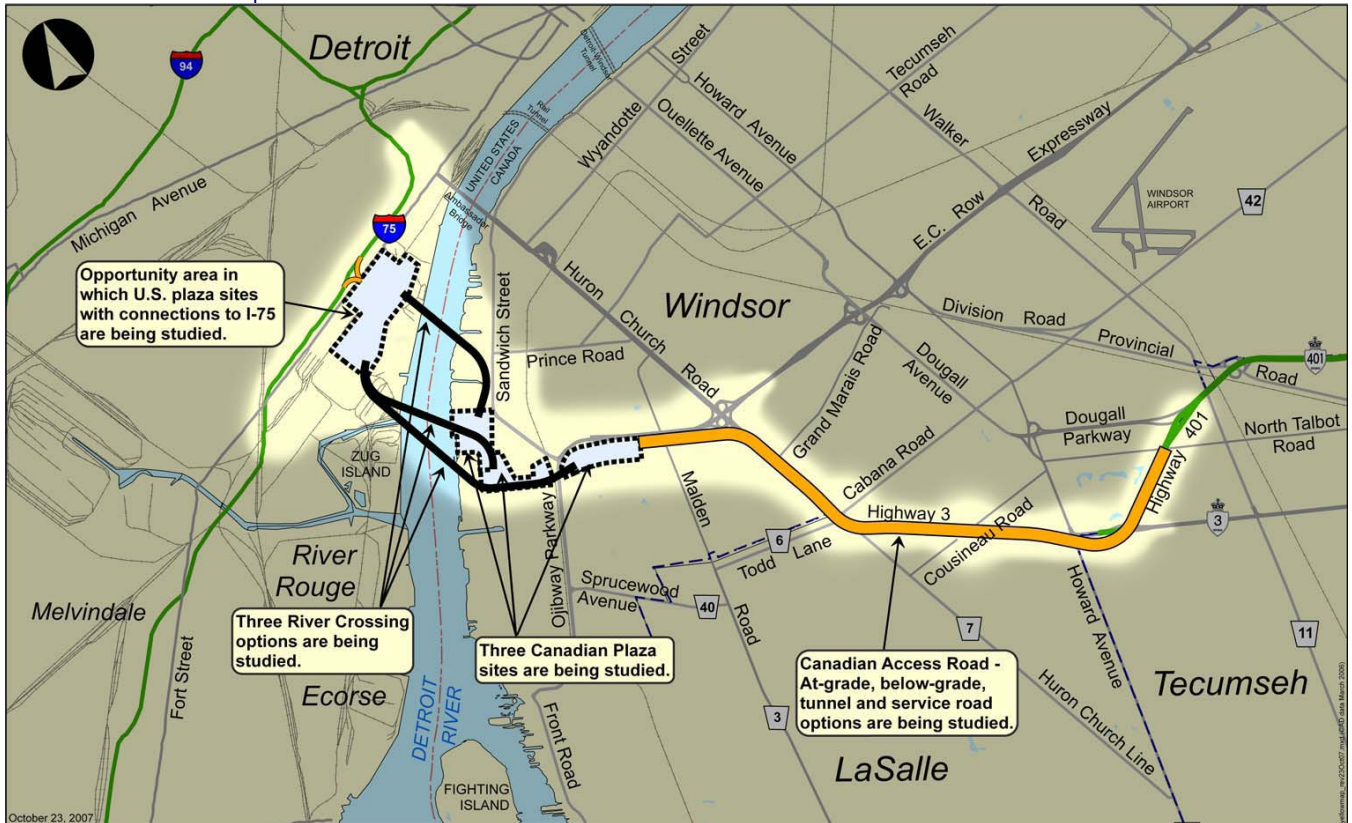 Detroit
94
Detroit-Windsor
Tunnel
Rail
Tunnel
UNITED STATES
CANADA
Ambassador
Bridge
Wyandotte
Street
Howard Avenue
Ouellette Avenue
Tecumseh
Road
Walker
Road
E.C. Row
Expressway
WINDSOR
AIRPORT
42
Michigan Avenue
75
Opportunity area in
which U.S. plaza sites
with connections to I-75
are being studied.
Sandwich Street
Huron
Church
Road
Windsor
Prince Road
Division Road
Provincial
Road
401
Grand Marais Road
Dougall
Avenue
Dougall
Parkway
North Talbot
Road
Highway
401
ZUG
ISLAND
Malden
Road
Cabana Road
Highway 3
Cousineau Road
3
6
Todd Lane
Ojibway Parkway
Sprucewood
Avenue
40
Howard Avenue
River
Rouge
Melvindale
Three River Crossing
options are being
studied.
Three Canadian Plaza
sites are being studied.
Canadian Access Road -
At-grade, below-grade,
tunnel and service road
options are being studied.
7
Huron Church
Line
11
Tecumseh
Fort Street
Ecorse
DETROIT
RIVER
Front Road
3
LaSalle
FIGHTING
ISLAND
October 23, 2007